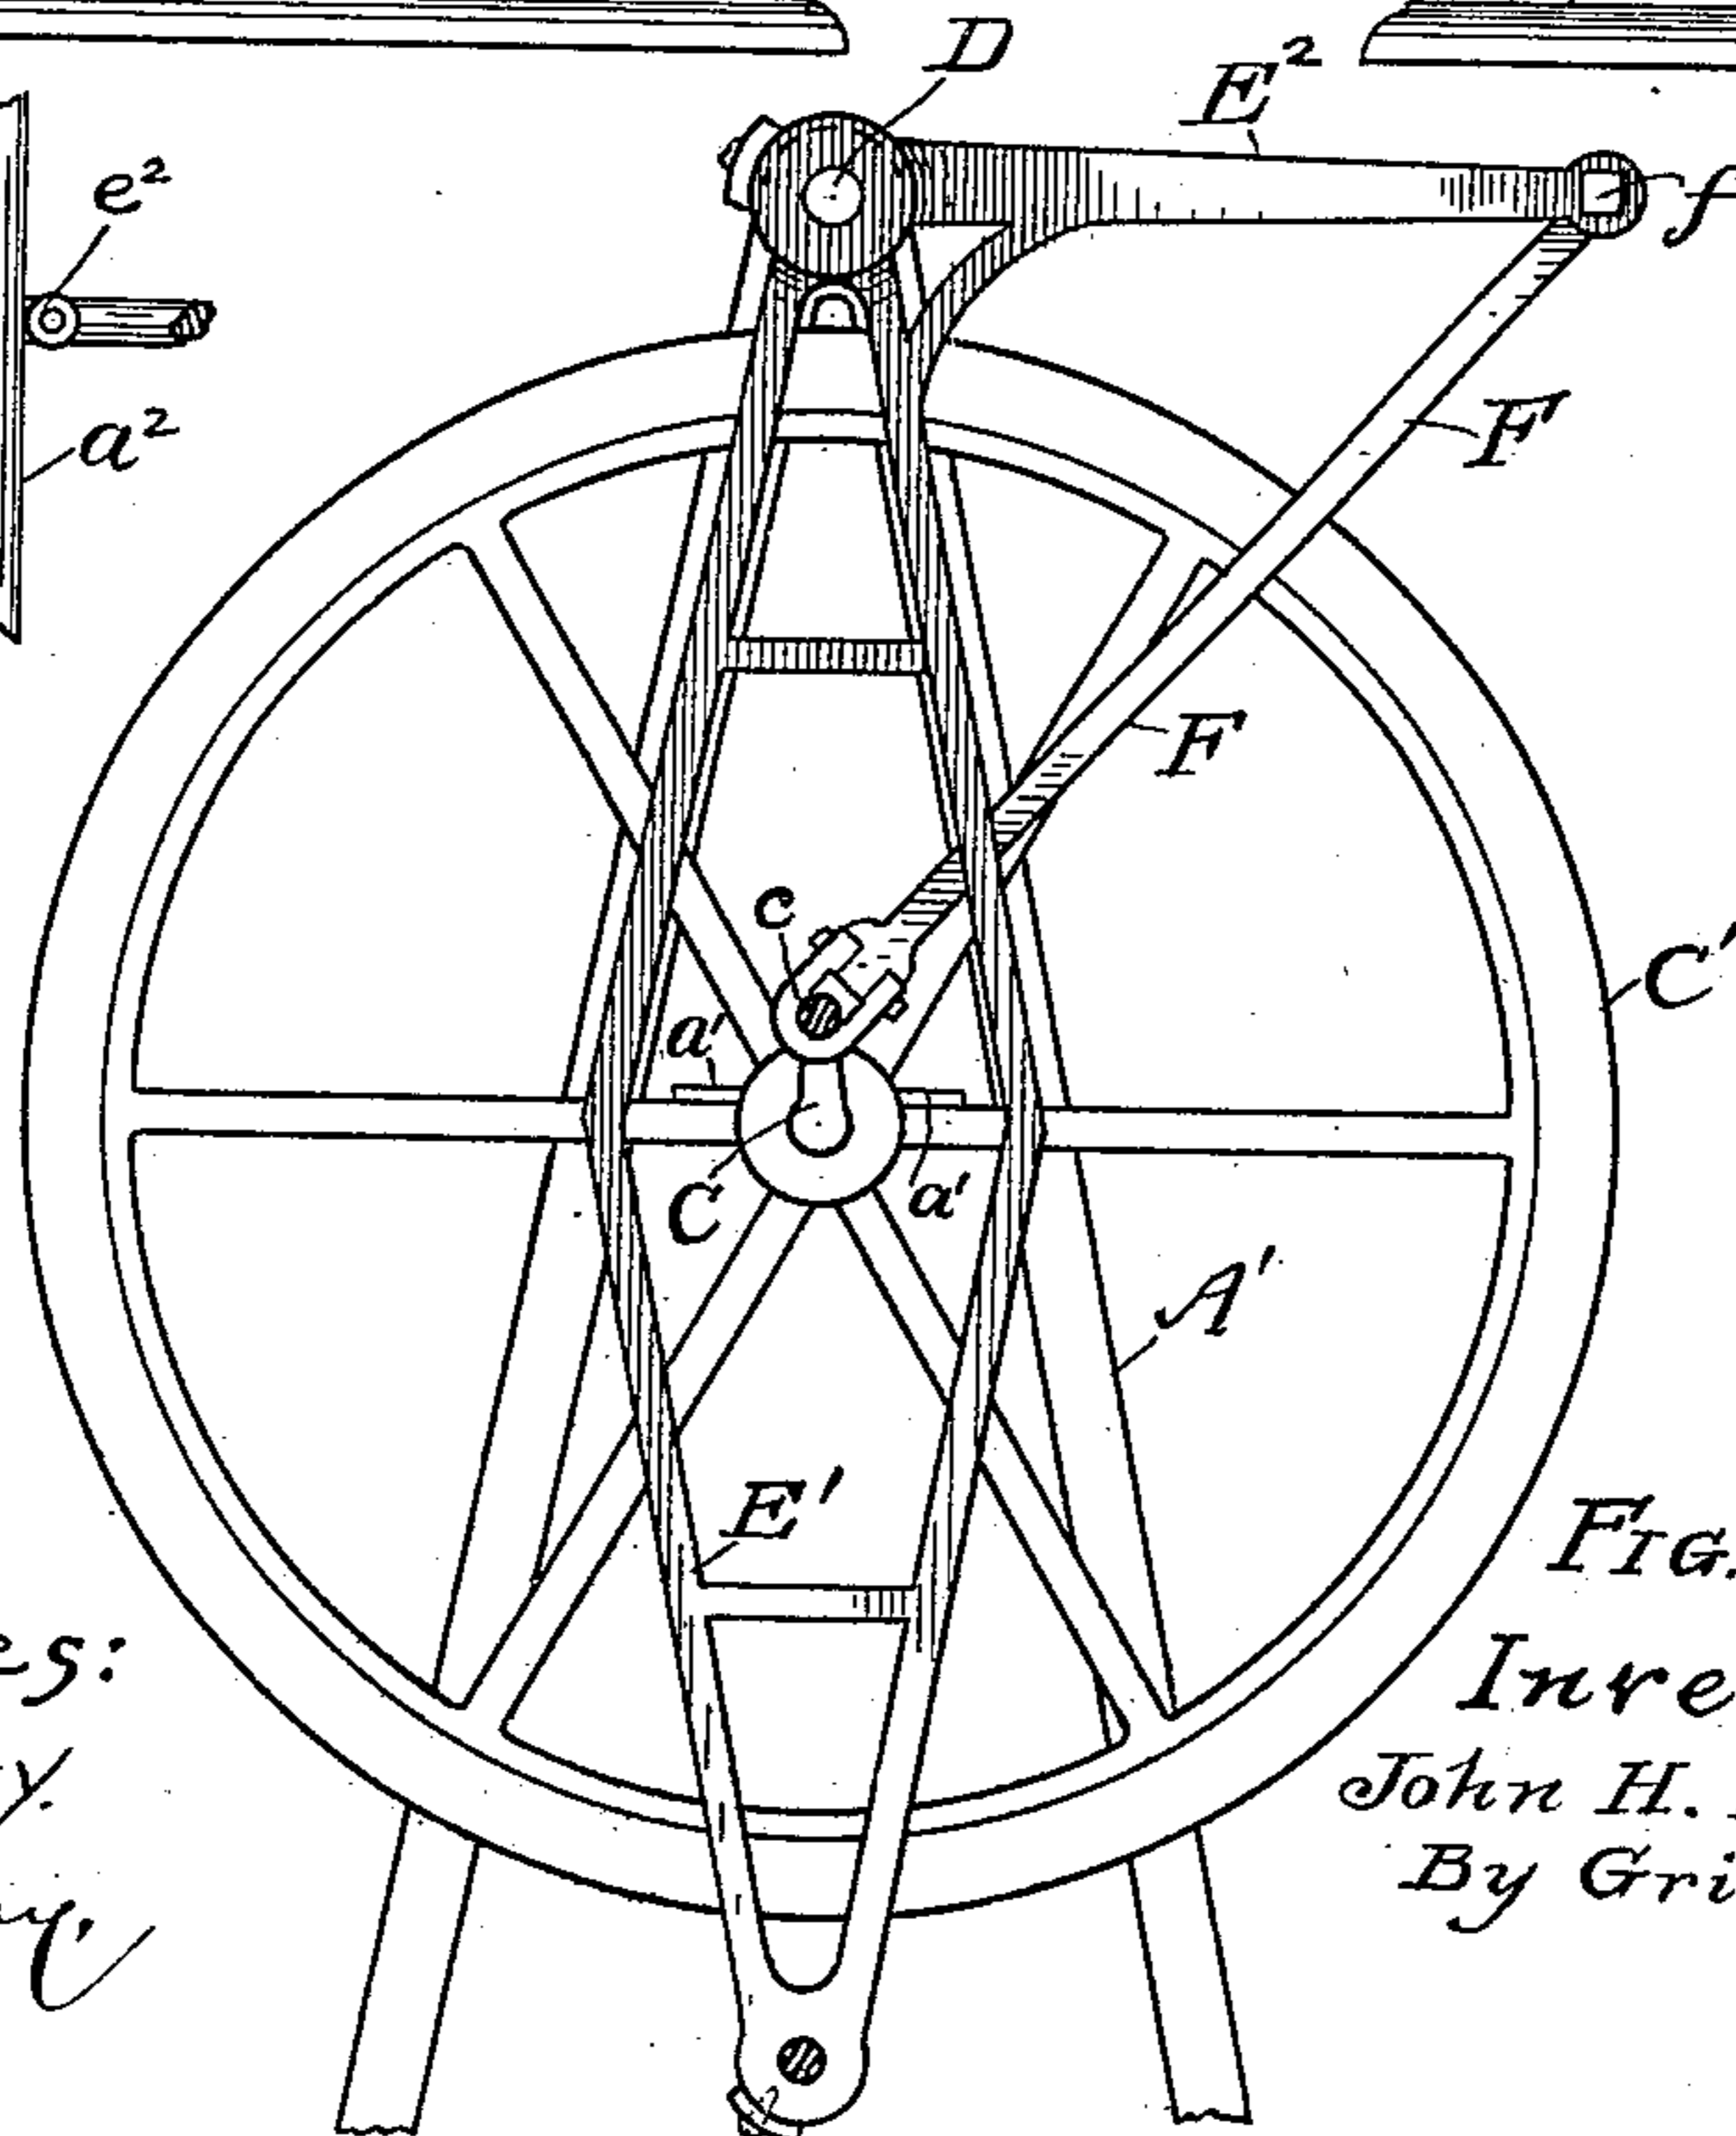 D
E²
e²
f
a²
F
F
c
C'
a'
C
a'
A'
E'
FIG.
es:
Inve
y.
John H.
By Gri